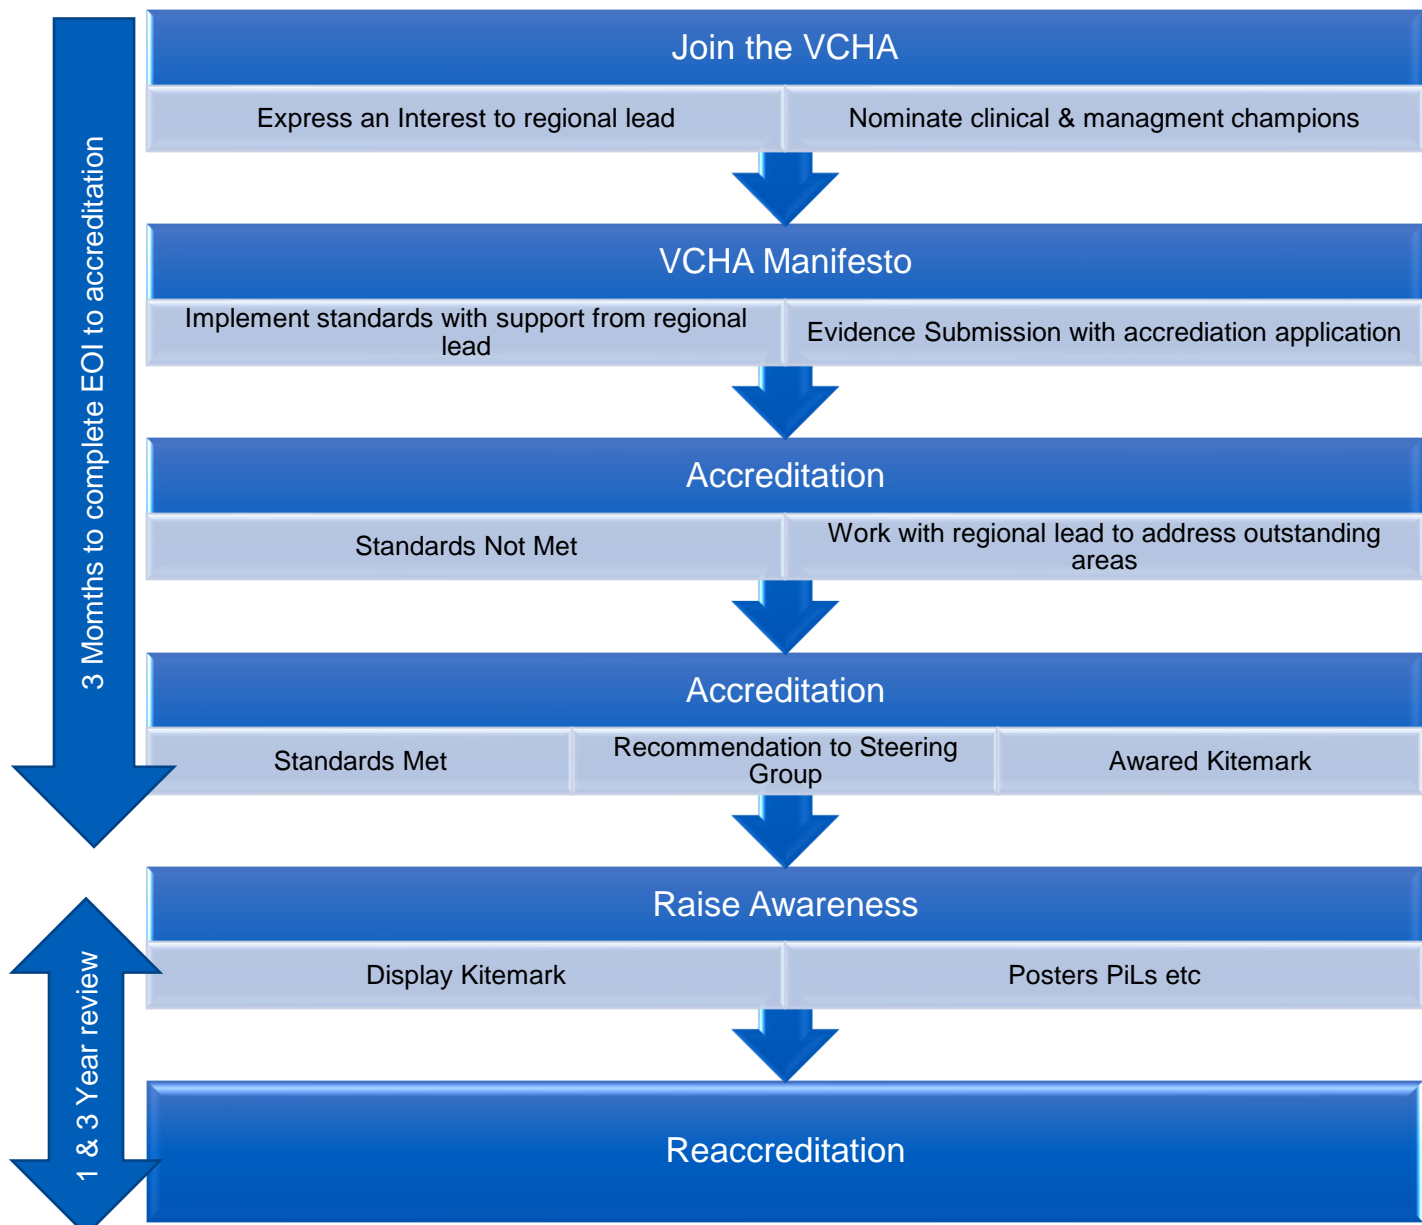 Join the VCHA
Express an Interest to regional lead
Nominate clinical & managment champions
VCHA Manifesto
Implement standards with support from regional
lead
Evidence Submission with accrediation application
Accreditation
Standards Not Met
Work with regional lead to address outstanding
areas
Accreditation
Standards Met
Recommendation to Steering
Group
Awared Kitemark
Raise Awareness
Display Kitemark
Posters PiLs etc
Reaccreditation
3 Momths to complete EOI to accreditation
1 & 3 Year review